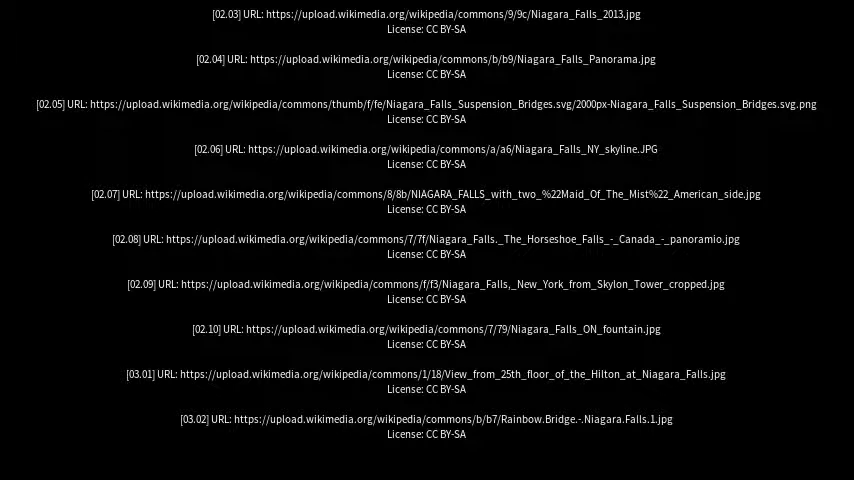 [02.03] URL: https://upload.wikimedia.org/wikipedia/commons/9/9c/Niagara_Falls_2013.jpg
License: CC BY-SA
[02.04] URL: https://upload.wikimedia.org/wikipedia/commons/b/b9/Niagara_Falls_Panorama.jpg
License: CC BY-SA
[02.05] URL: https://upload.wikimedia.org/wikipedia/commons/thumb/f/fe/Niagara_Falls_Suspension_Bridges.svg/2000px-Niagara_Falls_Suspension_Bridges.svg.png
License: CC BY-SA
[02.06] URL: https://upload.wikimedia.org/wikipedia/commons/a/a6/Niagara_Falls_NY_skyline.JPG
License: CC BY-SA
[02.07] URL: https://upload.wikimedia.org/wikipedia/commons/8/8b/NIAGARA_FALLS_with_two_%22Maid_Of_The_Mist%22_American_side.jpg
License: CC BY-SA
[02.08] URL: https://upload.wikimedia.org/wikipedia/commons/7/7f/Niagara_Falls._The_Horseshoe_Falls_-_Canada_-_panoramio.jpg
License: CC BY-SA
[02.09] URL: https://upload.wikimedia.org/wikipedia/commons/f/f3/Niagara_Falls,_New_York_from_Skylon_Tower_cropped.jpg
License: CC BY-SA
[02.10] URL: https://upload.wikimedia.org/wikipedia/commons/7/79/Niagara_Falls_ON_fountain.jpg
License: CC BY-SA
[03.01] URL: https://upload.wikimedia.org/wikipedia/commons/1/18/View_from_25th_floor_of_the_Hilton_at_Niagara_Falls.jpg
License: CC BY-SA
[03.02] URL: https://upload.wikimedia.org/wikipedia/commons/b/b7/Rainbow.Bridge.-.Niagara.Falls.1.jpg
License: CC BY-SA